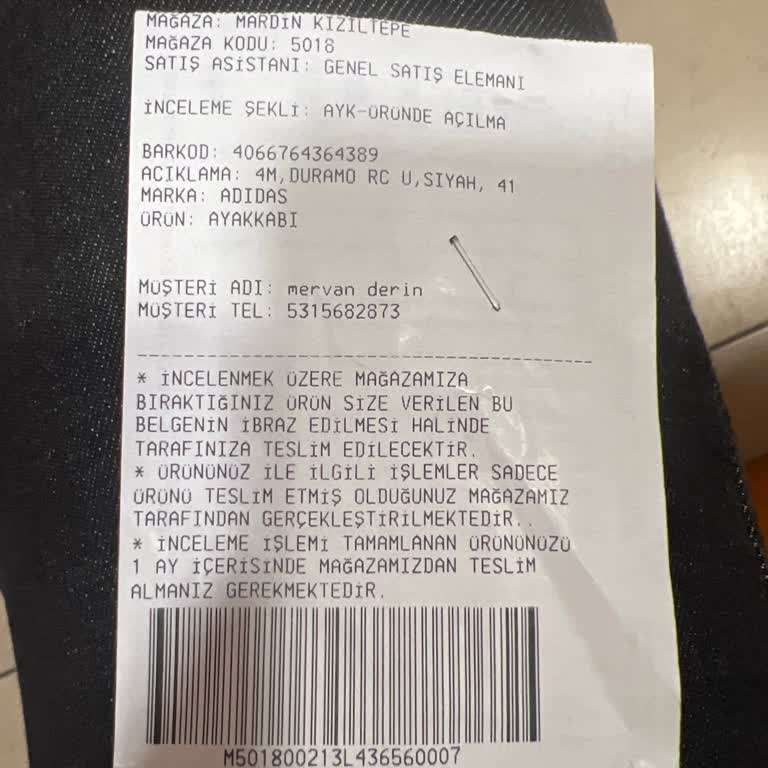 MAĞAZA: MARDİN KIZILTEPE
MAĞAZA KODU: 5018
SATIŞ ASİSTANI: GENEL SATIŞ ELEMANI
İNCELEME ŞEKLİ: AYK-ÜRÜNDE AÇILMA
BARKOD: 4066764364389
ACIKLAMA: 4M,DURAMO RC U,SIYAH, 41
MARKA: ADIDAS
ÜRÜN: AYAKKABI
MÜŞTERİ ADI: mervan derin
MÜŞTERİ TEL: 5315682873
* İNCELENMEK ÜZERE MAĞAZAMIZA
BIRAKTIĞINIZ ÜRÜN SİZE VERİLEN BU
BELGENİN İBRAZ EDİLMESİ HALİNDE
TARAFINIZA TESLİM EDİLECEKTİR.
* ÜRÜNÜNÜZ İLE İLGİLİ İŞLEMLER SADECE
ÜRÜNÜ TESLİM ETMİŞ OLDUĞUNUZ MAĞAZAMIZ
TARAFINDAN GERÇEKLEŞTİRİLMEKTEDİR..
* İNCELEME İŞLEMİ TAMAMLANAN ÜRÜNÜNÜZÜ
1 AY İÇERİSİNDE MAĞAZAMIZDAN TESLİM
ALMANIZ GEREKMEKTEDİR.
M501800213L436560007